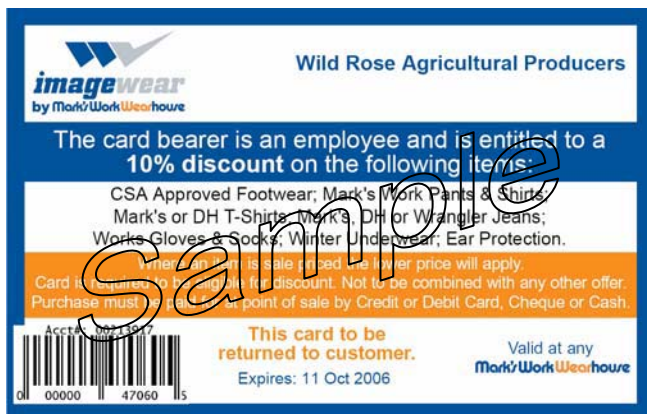 imagewear
by Mark's Work Wearhouse
Wild Rose Agricultural Producers
The card bearer is an employee and is entitled to a
10% discount on the following items:
CSA Approved Footwear; Mark's Work Pants & Shirts;
Mark's or DH T-Shirts; Mark's, DH or Wrangler Jeans;
Works Gloves & Socks; Winter Underwear; Ear Protection.
Where an item is sale priced the lower price will apply.
Card is required to be eligible for discount. Not to be combined with any other offer.
Purchase must be paid for at point of sale by Credit or Debit Card, Cheque or Cash.
Sample
Acct#: 00213917
0 00000 47060 5
This card to be
returned to customer.
Expires: 11 Oct 2006
Valid at any
Mark's Work Wearhouse